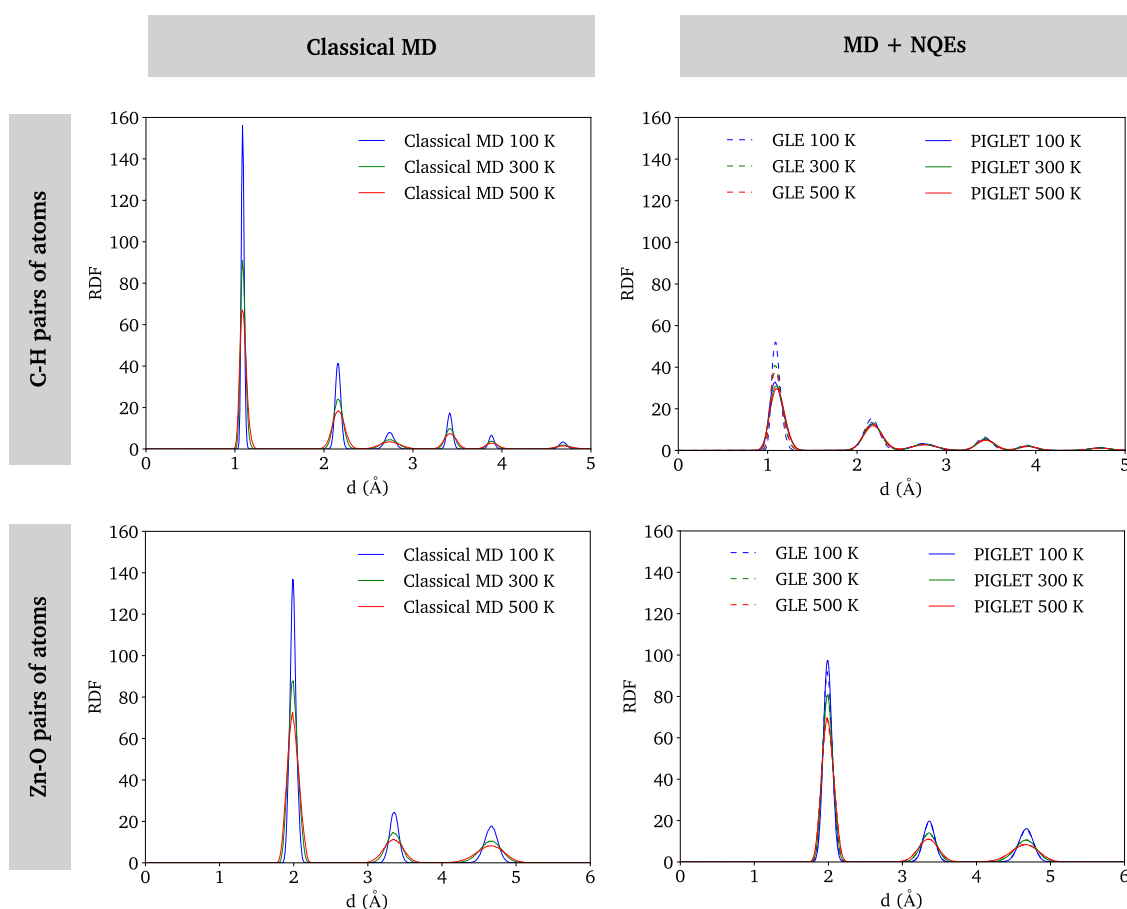 Classical MD
MD + NQEs
C-H pairs of atoms
160
140
120
100
80
60
40
20
0
RDF
Classical MD 100 K
Classical MD 300 K
Classical MD 500 K
0 1 2 3 4 5
d (Å)
160
140
120
100
80
60
40
20
0
RDF
GLE 100 K PIGLET 100 K
GLE 300 K PIGLET 300 K
GLE 500 K PIGLET 500 K
0 1 2 3 4 5
d (Å)
Zn-O pairs of atoms
160
140
120
100
80
60
40
20
0
RDF
Classical MD 100 K
Classical MD 300 K
Classical MD 500 K
0 1 2 3 4 5 6
d (Å)
160
140
120
100
80
60
40
20
0
RDF
GLE 100 K PIGLET 100 K
GLE 300 K PIGLET 300 K
GLE 500 K PIGLET 500 K
0 1 2 3 4 5 6
d (Å)